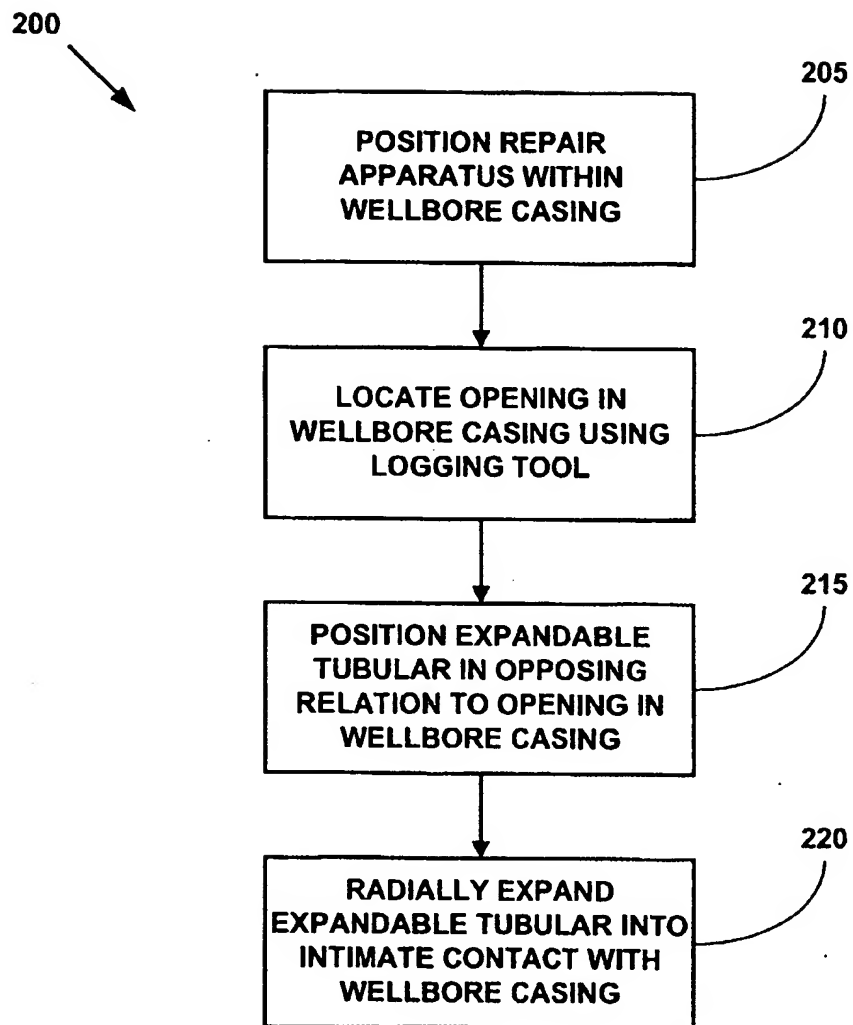 200
205
POSITION REPAIR
APPARATUS WITHIN
WELLBORE CASING
210
LOCATE OPENING IN
WELLBORE CASING USING
LOGGING TOOL
215
POSITION EXPANDABLE
TUBULAR IN OPPOSING
RELATION TO OPENING IN
WELLBORE CASING
220
RADIALLY EXPAND
EXPANDABLE TUBULAR INTO
INTIMATE CONTACT WITH
WELLBORE CASING